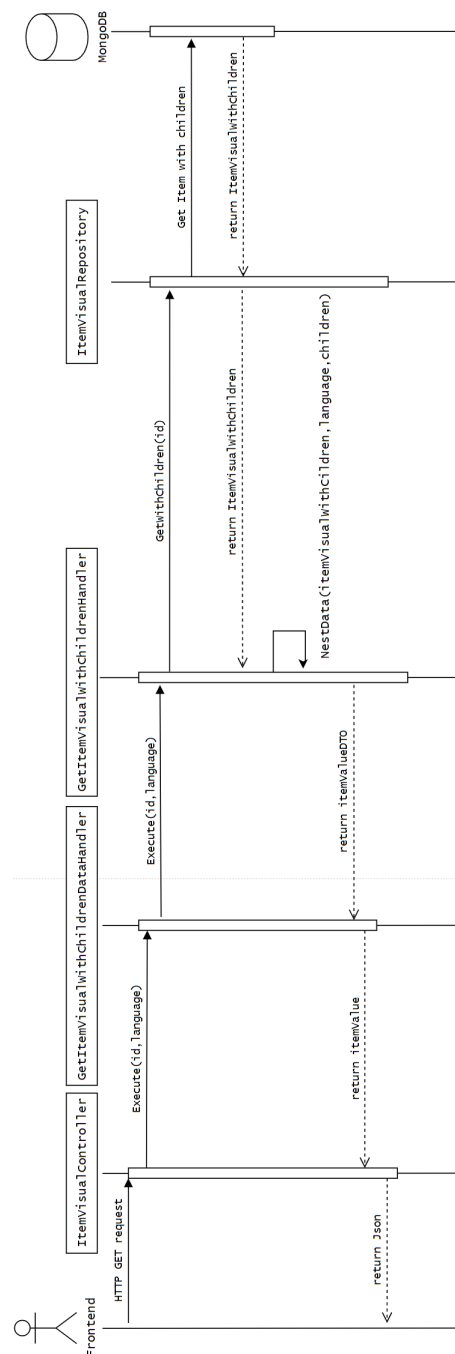 Frontend
ItemVisualController
GetItemVisualWithChildrenDataHandler
GetItemVisualWithChildrenHandler
ItemVisualRepository
MongoDB
HTTP GET request
Execute(id,language)
Execute(id,language)
GetWithChildren(id)
Get Item with children
return ItemVisualWithChildren
return ItemVisualWithChildren
NestData(itemVisualWithChildren,language,children)
return itemValueDTO
return itemValue
return Json